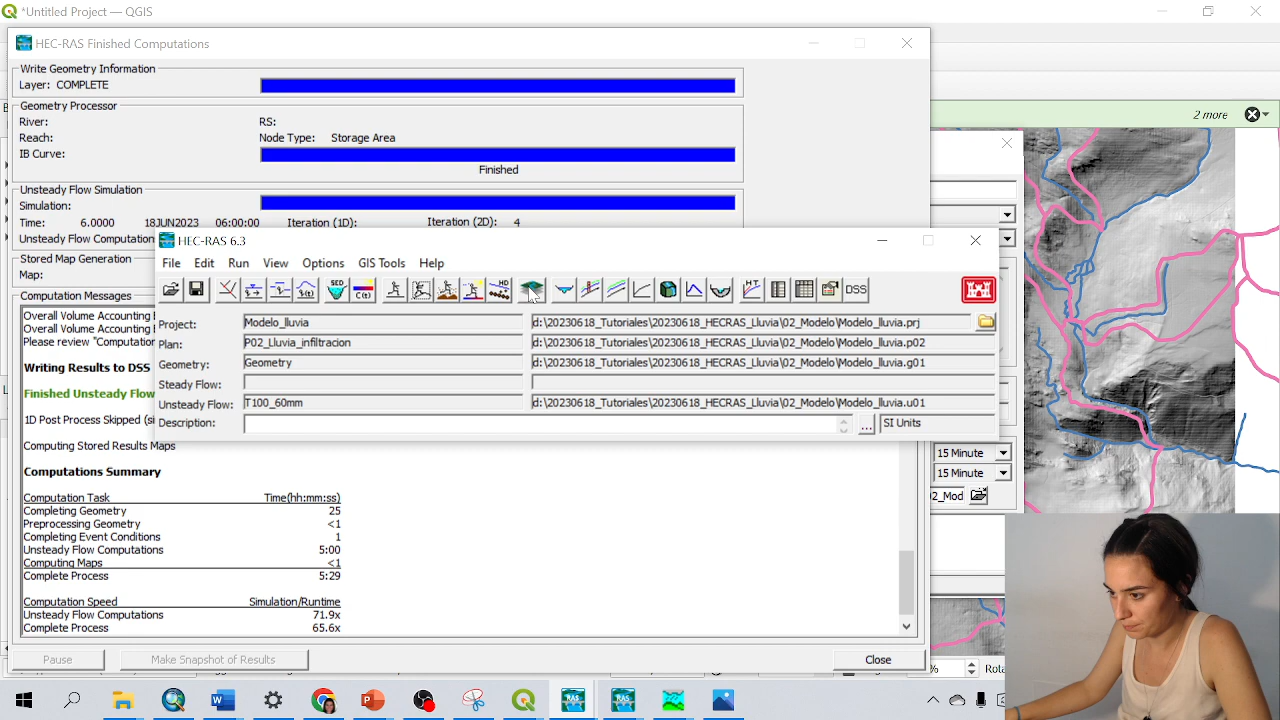 *Untitled Project — QGIS
HEC-RAS Finished Computations
Write Geometry Information
Layer: COMPLETE
Geometry Processor
River: RS:
Reach: Node Type: Storage Area
IB Curve:
Finished
Unsteady Flow Simulation
Simulation:
Time: 6.0000 18JUN2023 06:00:00 Iteration (1D): Iteration (2D): 4
Unsteady Flow Computation
Stored Map Generation
Map:
Computation Messages
Overall Volume Accounting
Overall Volume Accounting
Please review "Computation
Writing Results to DSS
Finished Unsteady Flow
1D Post Process Skipped (si
Computing Stored Results Maps
Computations Summary
Computation Task Time(hh:mm:ss)
Completing Geometry 25
Preprocessing Geometry <1
Completing Event Conditions 1
Unsteady Flow Computations 5:00
Computing Maps <1
Complete Process 5:29
Computation Speed Simulation/Runtime
Unsteady Flow Computations 71.9x
Complete Process 65.6x
Pause Make Snapshot of Results Close
HEC-RAS 6.3
File Edit Run View Options GIS Tools Help
SED C(t) HD HT DSS
Project: Modelo_lluvia d:\20230618_Tutoriales\20230618_HECRAS_Lluvia\02_Modelo\Modelo_lluvia.prj
Plan: P02_Lluvia_infiltracion d:\20230618_Tutoriales\20230618_HECRAS_Lluvia\02_Modelo\Modelo_lluvia.p02
Geometry: Geometry d:\20230618_Tutoriales\20230618_HECRAS_Lluvia\02_Modelo\Modelo_lluvia.g01
Steady Flow:
Unsteady Flow: T100_60mm d:\20230618_Tutoriales\20230618_HECRAS_Lluvia\02_Modelo\Modelo_lluvia.u01
Description: ... SI Units
2 more
15 Minute
15 Minute
02_Mod
% Rota